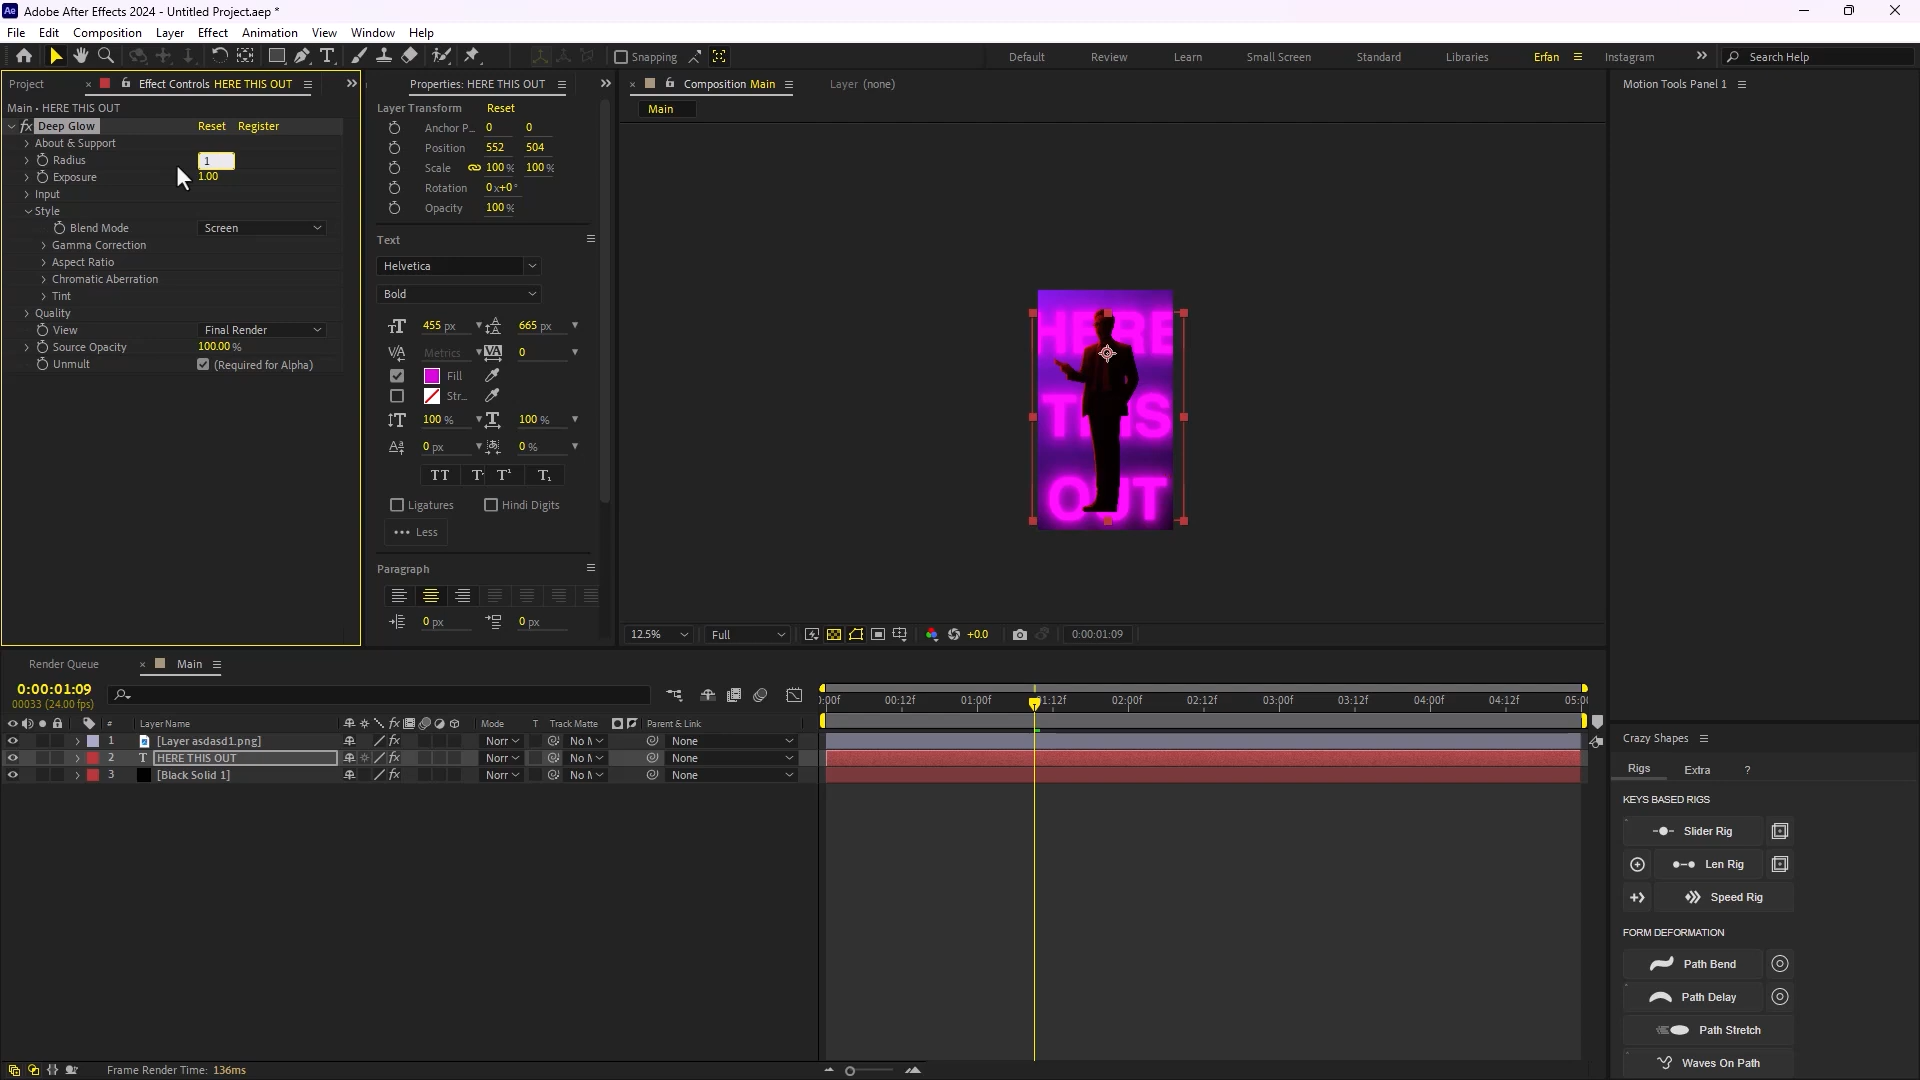 Ae Adobe After Effects 2024 - Untitled Project.aep *
File Edit Composition Layer Effect Animation View Window Help
Snapping
Default Review Learn Small Screen Standard Libraries Erfan Instagram Search Help
Project Effect Controls HERE THIS OUT
Main • HERE THIS OUT
fx Deep Glow Reset Register
About & Support
Radius 1
Exposure 1.00
Input
Style
Blend Mode Screen
Gamma Correction
Aspect Ratio
Chromatic Aberration
Tint
Quality
View Final Render
Source Opacity 100.00 %
Unmult (Required for Alpha)
Properties: HERE THIS OUT
Layer Transform Reset
Anchor P... 0 0
Position 552 504
Scale 100 % 100 %
Rotation 0x+0°
Opacity 100 %
Text
Helvetica
Bold
455 px 665 px
Metrics 0
Fill
Str...
100 % 100 %
0 px 0 %
Ligatures Hindi Digits
••• Less
Paragraph
0 px 0 px
Composition Main Layer (none)
Main
HERE
THIS
OUT
12.5% Full +0.0 0:00:01:09
Motion Tools Panel 1
Render Queue Main
0:00:01:09
00033 (24.00 fps)
# Layer Name Mode T Track Matte Parent & Link
1 [Layer asdasd1.png] Norr No M None
2 T HERE THIS OUT Norr No M None
3 [Black Solid 1] Norr No M None
:00f 00:12f 01:00f 01:12f 02:00f 02:12f 03:00f 03:12f 04:00f 04:12f 05:00f
Frame Render Time: 136ms
Crazy Shapes
Rigs Extra ?
KEYS BASED RIGS
Slider Rig
Len Rig
Speed Rig
FORM DEFORMATION
Path Bend
Path Delay
Path Stretch
Waves On Path